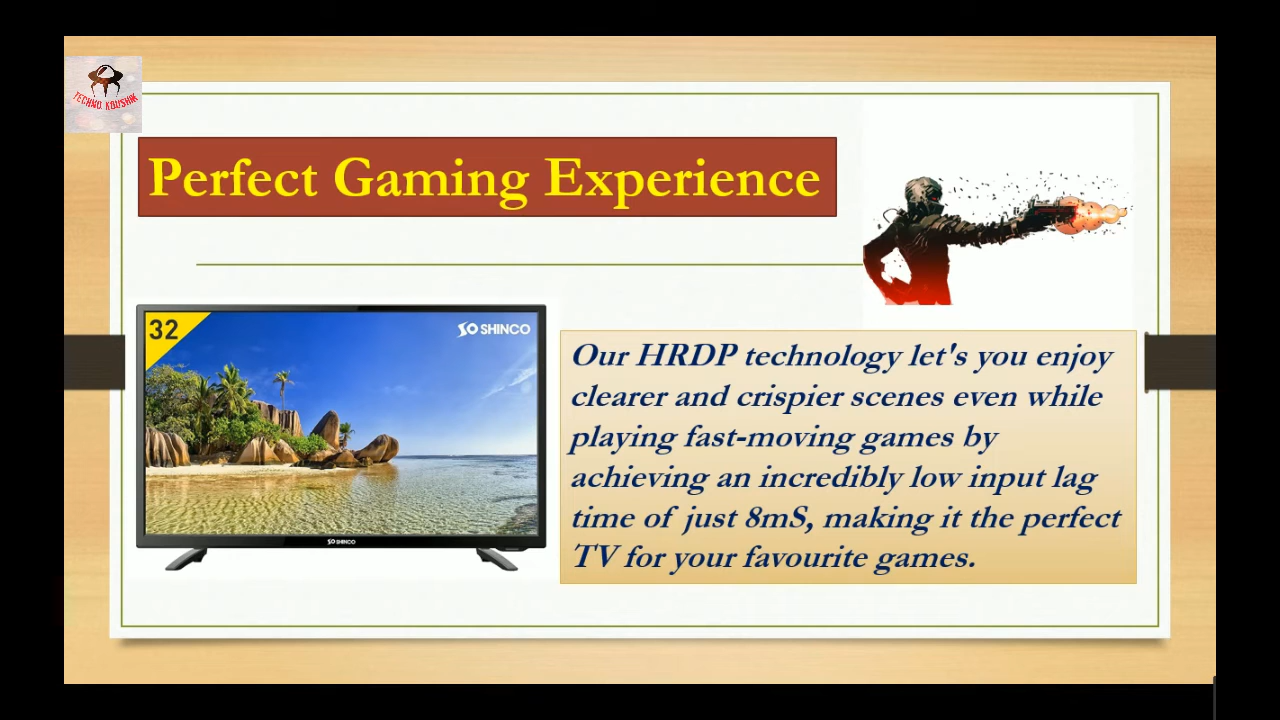 TECHNO KOUSHIK
Perfect Gaming Experience
32
SO SHINCO
Our HRDP technology let's you enjoy
clearer and crispier scenes even while
playing fast-moving games by
achieving an incredibly low input lag
time of just 8mS, making it the perfect
TV for your favourite games.
SO SHINCO